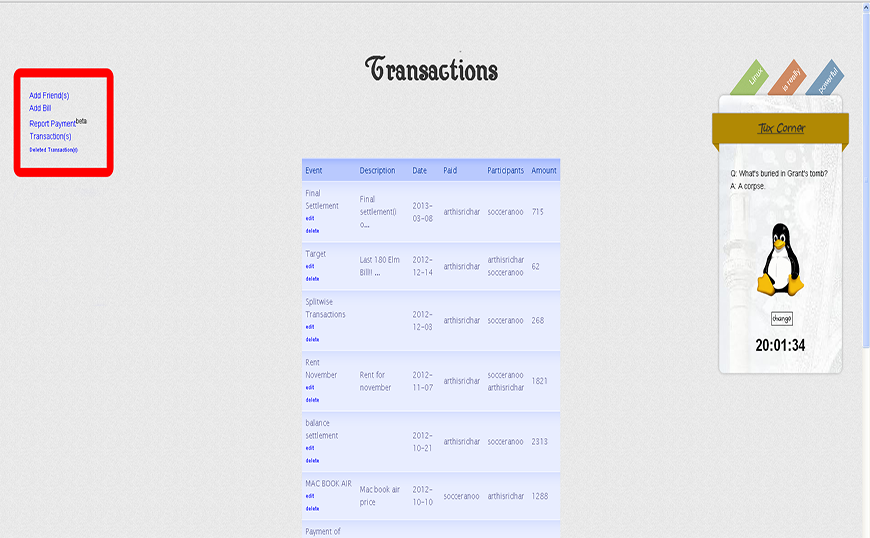 Transactions
Linux
is really
powerful
Add Friend(s)
Add Bill
Report Payment beta
Transaction(s)
Deleted Transaction(s)
Tux Corner
Q: What's buried in Grant's tomb?
A: A corpse.
change
20:01:34
Event Description Date Paid Participants Amount
Final
Settlement
edit
delete
Final
settlement()
o...
2013-
03-08
arthisridhar
socceranoo
715
Target
edit
delete
Last 180 Elm
Bill!! ...
2012-
12-14
arthisridhar
arthisridhar
socceranoo
62
Splitwise
Transactions
edit
delete
2012-
12-03
arthisridhar
socceranoo
268
Rent
November
edit
delete
Rent for
november
2012-
11-07
arthisridhar
socceranoo
arthisridhar
1821
balance
settlement
edit
delete
2012-
10-21
arthisridhar
socceranoo
2313
MAC BOOK AIR
edit
delete
Mac book air
price
2012-
10-10
socceranoo
arthisridhar
1288
Payment of